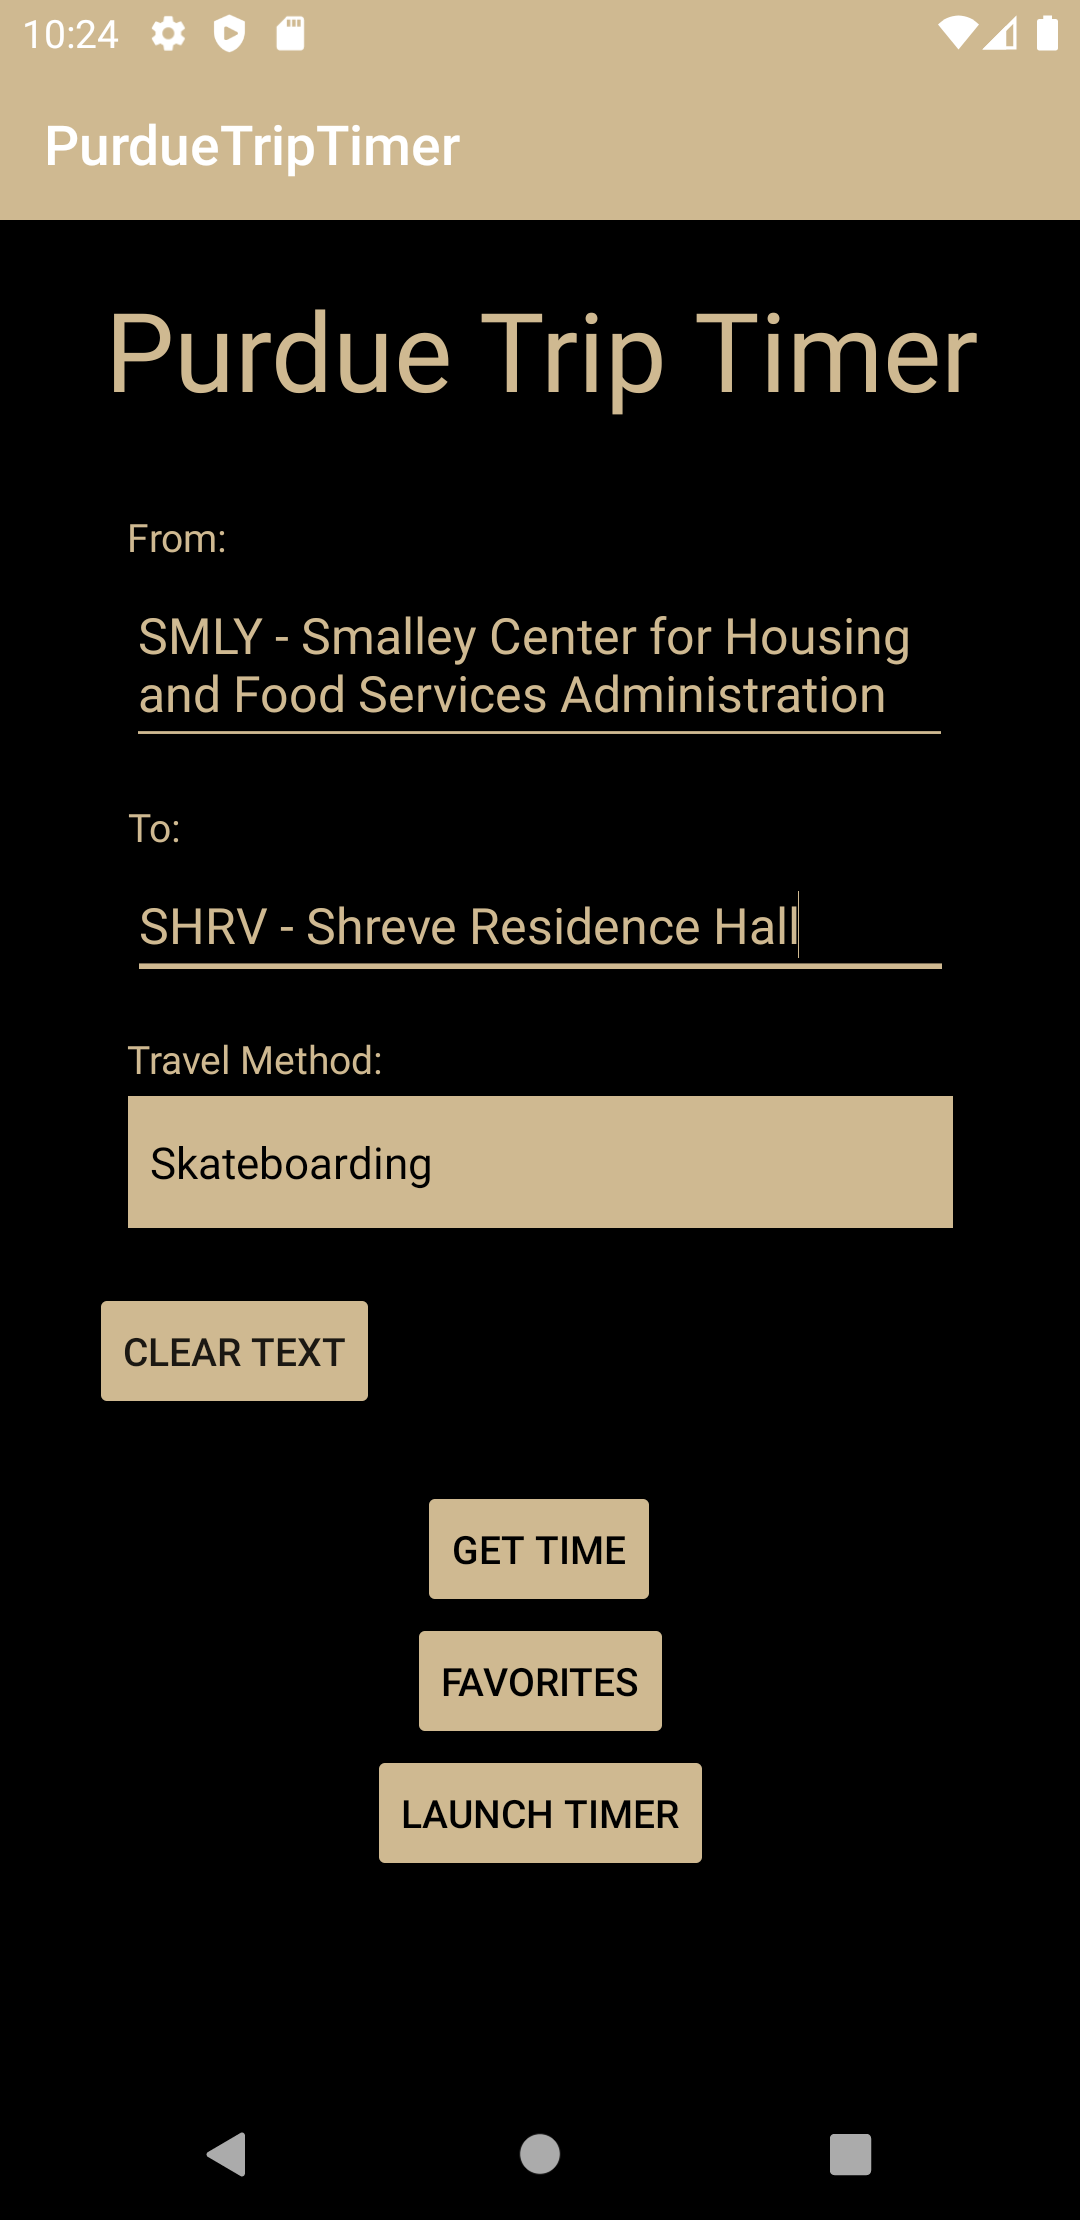 10:24
PurdueTripTimer
Purdue Trip Timer
From:
SMLY - Smalley Center for Housing
and Food Services Administration
To:
SHRV - Shreve Residence Hall
Travel Method:
Skateboarding
CLEAR TEXT
GET TIME
FAVORITES
LAUNCH TIMER